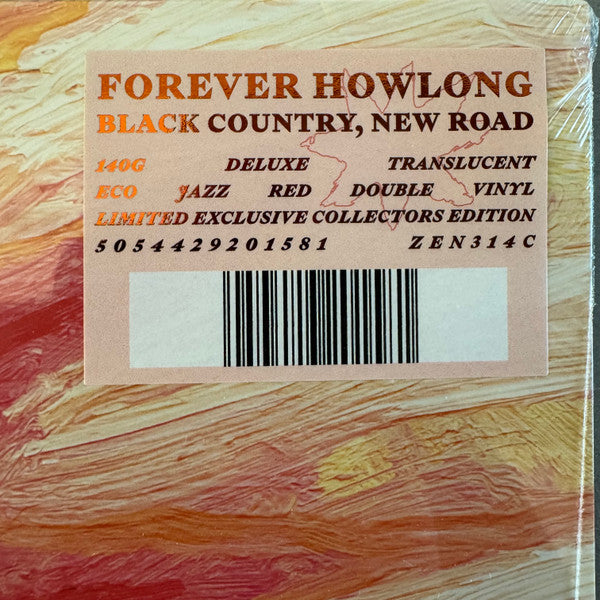 FOREVER HOWLONG
BLACK COUNTRY, NEW ROAD
140G DELUXE TRANSLUCENT
ECO JAZZ RED DOUBLE VINYL
LIMITED EXCLUSIVE COLLECTORS EDITION
5054429201581 ZEN314C